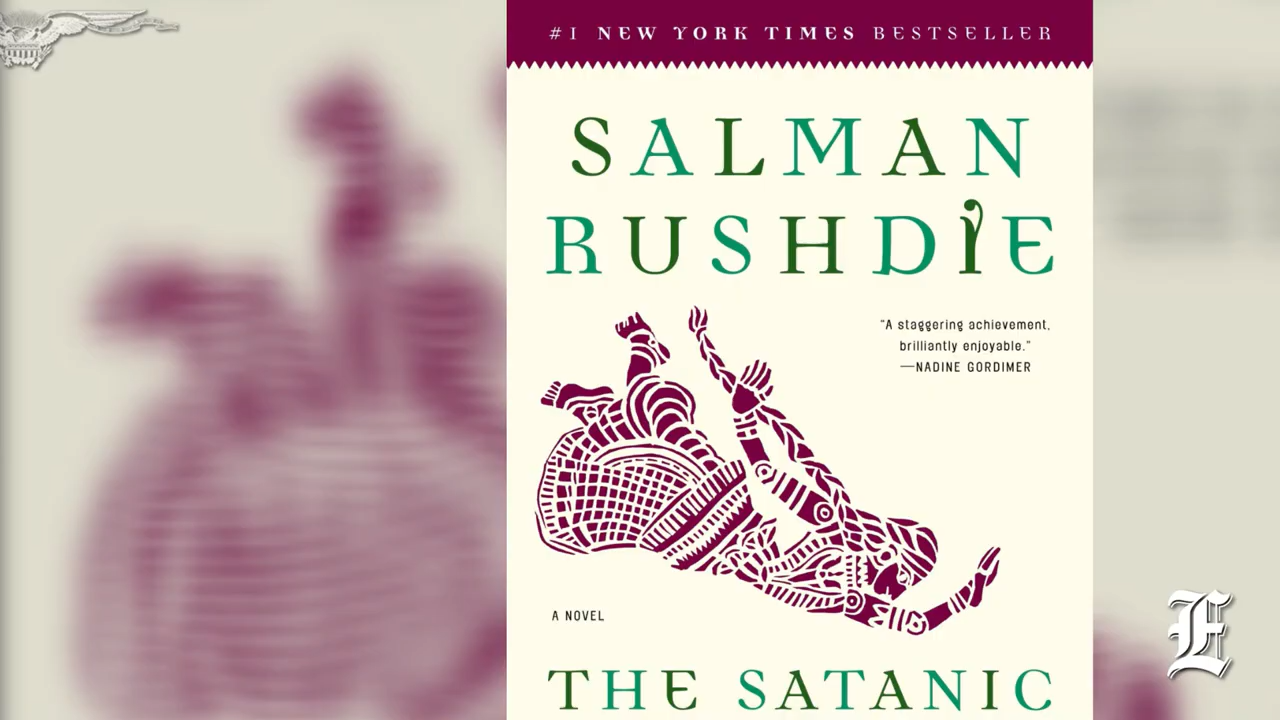 #1 NEW YORK TIMES BESTSELLER
SALMAN
RUSHDIE
"A staggering achievement,
brilliantly enjoyable."
—NADINE GORDIMER
A NOVEL
THE SATANIC
E